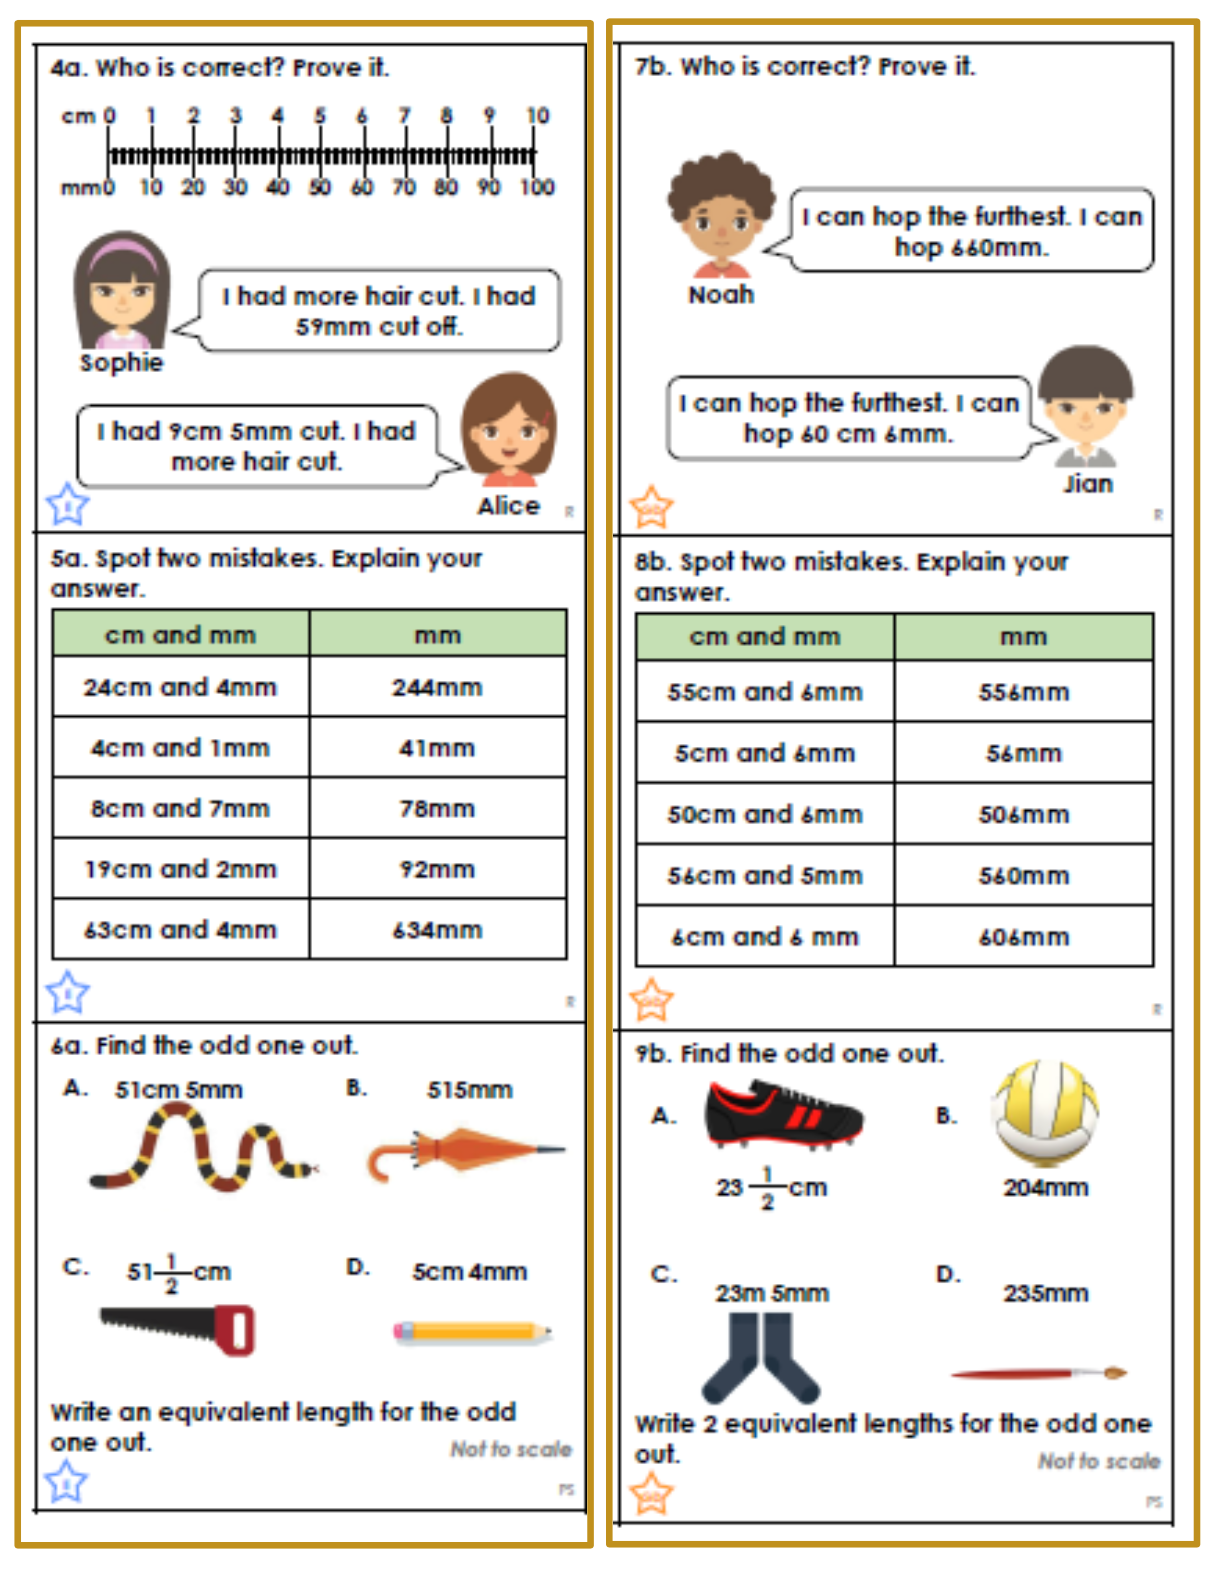 4a. Who is correct? Prove it.
cm 0 1 2 3 4 5 6 7 8 9 10
mm0 10 20 30 40 50 60 70 80 90 100
I had more hair cut. I had
59mm cut off.
Sophie
I had 9cm 5mm cut. I had
more hair cut.
Alice
E
R
5a. Spot two mistakes. Explain your
answer.
cm and mm mm
24cm and 4mm 244mm
4cm and 1mm 41mm
8cm and 7mm 78mm
19cm and 2mm 92mm
63cm and 4mm 634mm
E
R
6a. Find the odd one out.
A. 51cm 5mm B. 515mm
C. 51 1/2 cm D. 5cm 4mm
Write an equivalent length for the odd
one out.
Not to scale
E
PS
7b. Who is correct? Prove it.
I can hop the furthest. I can
hop 660mm.
Noah
I can hop the furthest. I can
hop 60 cm 6mm.
Jian
GD
R
8b. Spot two mistakes. Explain your
answer.
cm and mm mm
55cm and 6mm 556mm
5cm and 6mm 56mm
50cm and 6mm 506mm
56cm and 5mm 560mm
6cm and 6 mm 606mm
GD
R
9b. Find the odd one out.
A. B.
23 1/2 cm 204mm
C. D.
23m 5mm 235mm
Write 2 equivalent lengths for the odd one
out.
Not to scale
GD
PS